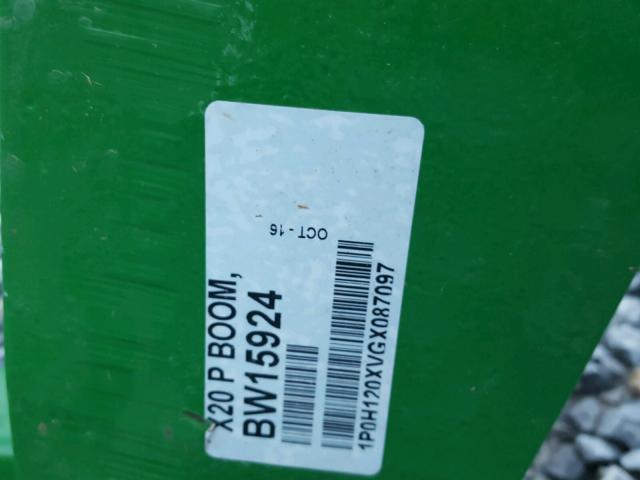 X20 P BOOM,
BW15924
1P0H120XVGX087097
OCT - 16